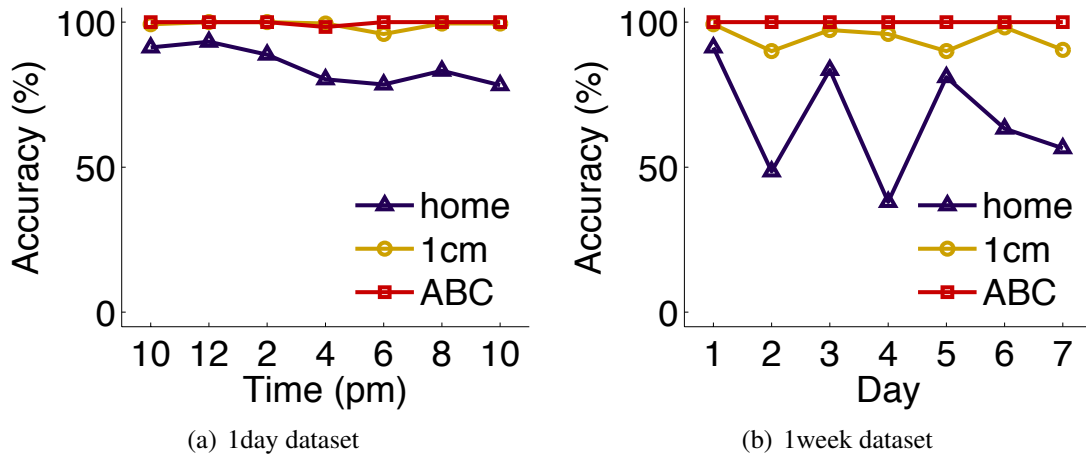 100
50
0
Accuracy (%)
home
1cm
ABC
10 12 2 4 6 8 10
Time (pm)
(a) 1day dataset
100
50
0
Accuracy (%)
home
1cm
ABC
1 2 3 4 5 6 7
Day
(b) 1week dataset